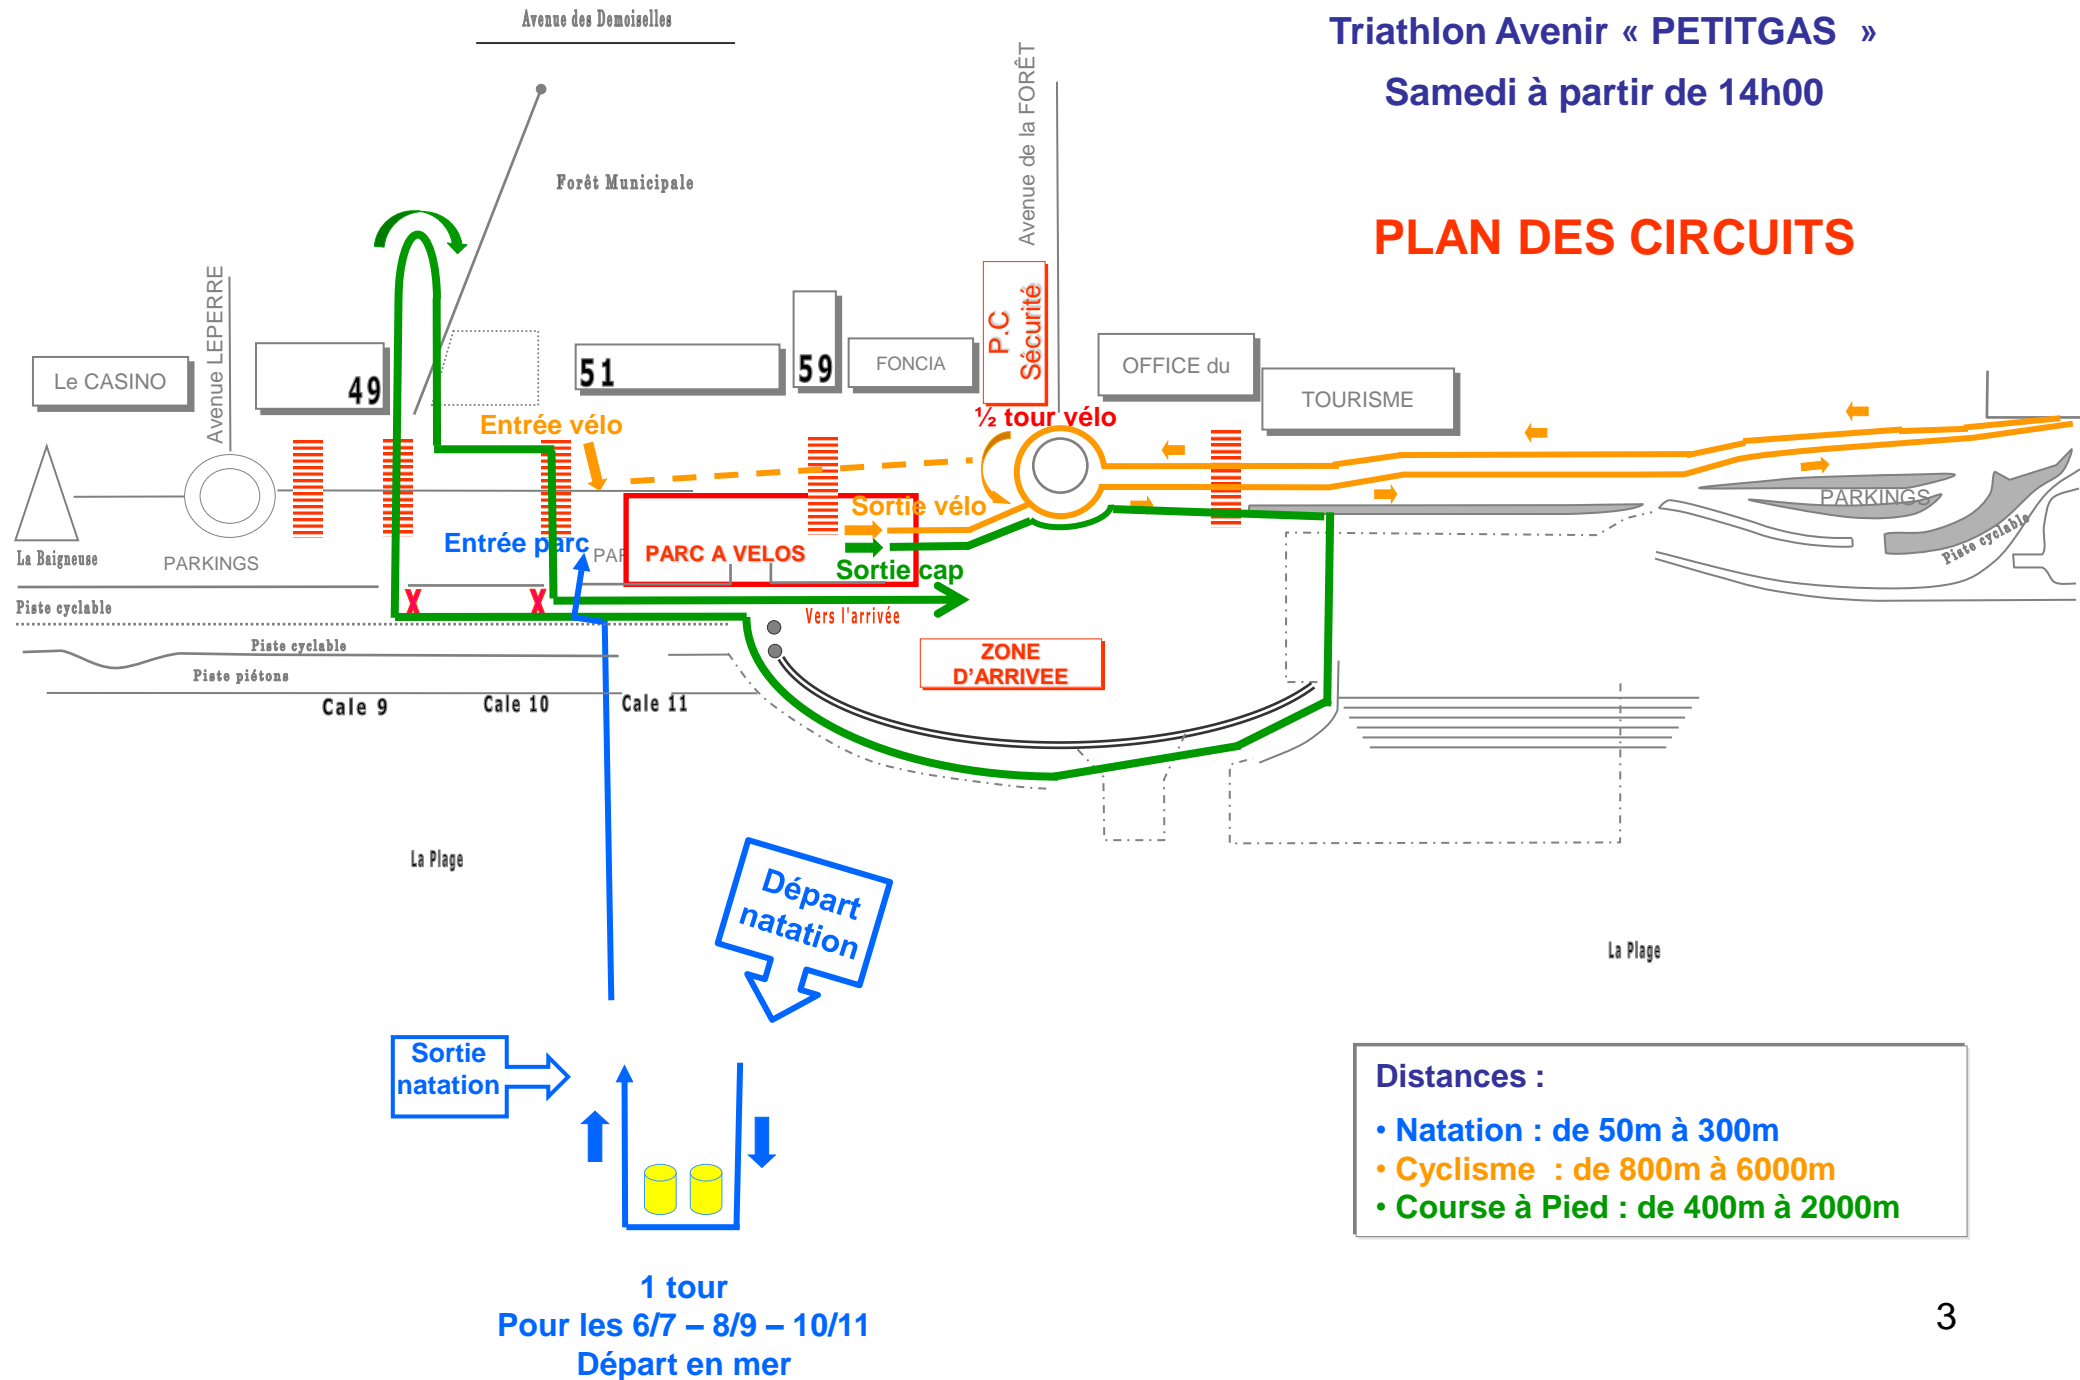 Avenue des Demoiselles
Triathlon Avenir « PETITGAS »
Samedi à partir de 14h00
Avenue de la FORÊT
Forêt Municipale
PLAN DES CIRCUITS
Avenue LEPERRE
P.C
Sécurité
Le CASINO
49
51
59
FONCIA
OFFICE du
TOURISME
½ tour vélo
Entrée vélo
Sortie vélo
PARKINGS
Piste cyclable
La Baigneuse
PARKINGS
Entrée parc
PAR
PARC A VELOS
Sortie cap
Piste cyclable
X
X
Vers l'arrivée
Piste cyclable
Piste piétons
ZONE
D'ARRIVEE
Cale 9
Cale 10
Cale 11
La Plage
Départ
natation
La Plage
Sortie
natation
Distances :
• Natation : de 50m à 300m
• Cyclisme : de 800m à 6000m
• Course à Pied : de 400m à 2000m
1 tour
Pour les 6/7 – 8/9 – 10/11
Départ en mer
3